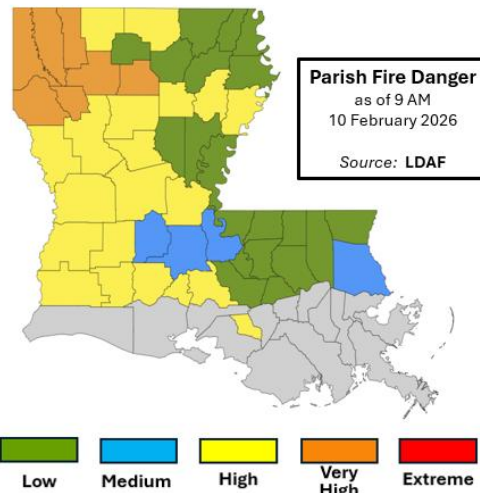 Parish Fire Danger
as of 9 AM
10 February 2026
Source: LDAF
Low
Medium
High
Very
High
Extreme